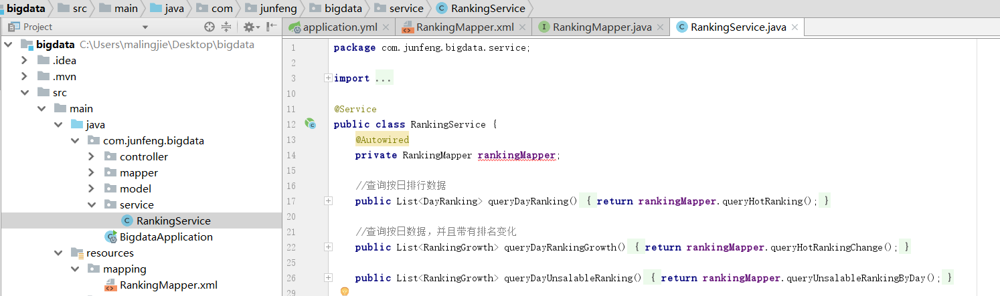 bigdata src main java com junfeng bigdata service RankingService
Project
application.yml RankingMapper.xml RankingMapper.java RankingService.java
bigdata C:\Users\malingjie\Desktop\bigdata
.idea
.mvn
src
main
java
com.junfeng.bigdata
controller
mapper
model
service
RankingService
BigdataApplication
resources
mapping
RankingMapper.xml
1 package com.junfeng.bigdata.service;
2
3 import ...
10
11 @Service
12 public class RankingService {
13 @Autowired
14 private RankingMapper rankingMapper;
15
16 //查询按日排行数据
17 public List<DayRanking> queryDayRanking() { return rankingMapper.queryHotRanking(); }
20
21 //查询按日数据，并且带有排名变化
22 public List<RankingGrowth> queryDayRankingGrowth() { return rankingMapper.queryHotRankingChange(); }
25
26 public List<RankingGrowth> queryDayUnsalableRanking() { return rankingMapper.queryUnsalableRankingByDay(); }
29